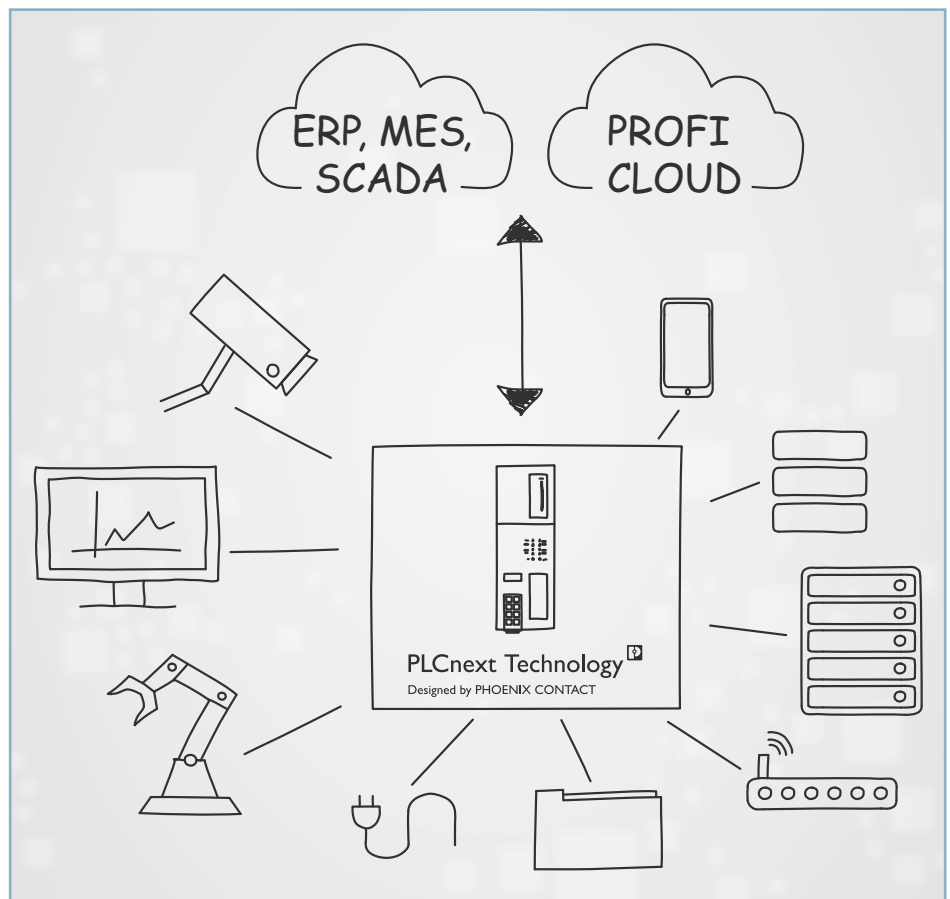 ERP, MES,
SCADA
PROFI
CLOUD
PLCnext Technology
Designed by PHOENIX CONTACT